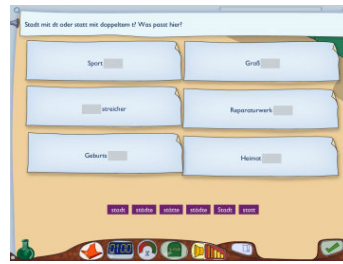 Stadt mit dt oder statt mit doppeltem t? Was passt hier?
Sport
Groß
streicher
Reparaturwerk
Geburts
Heimat
stadt städte stätte städte Stadt statt
0100